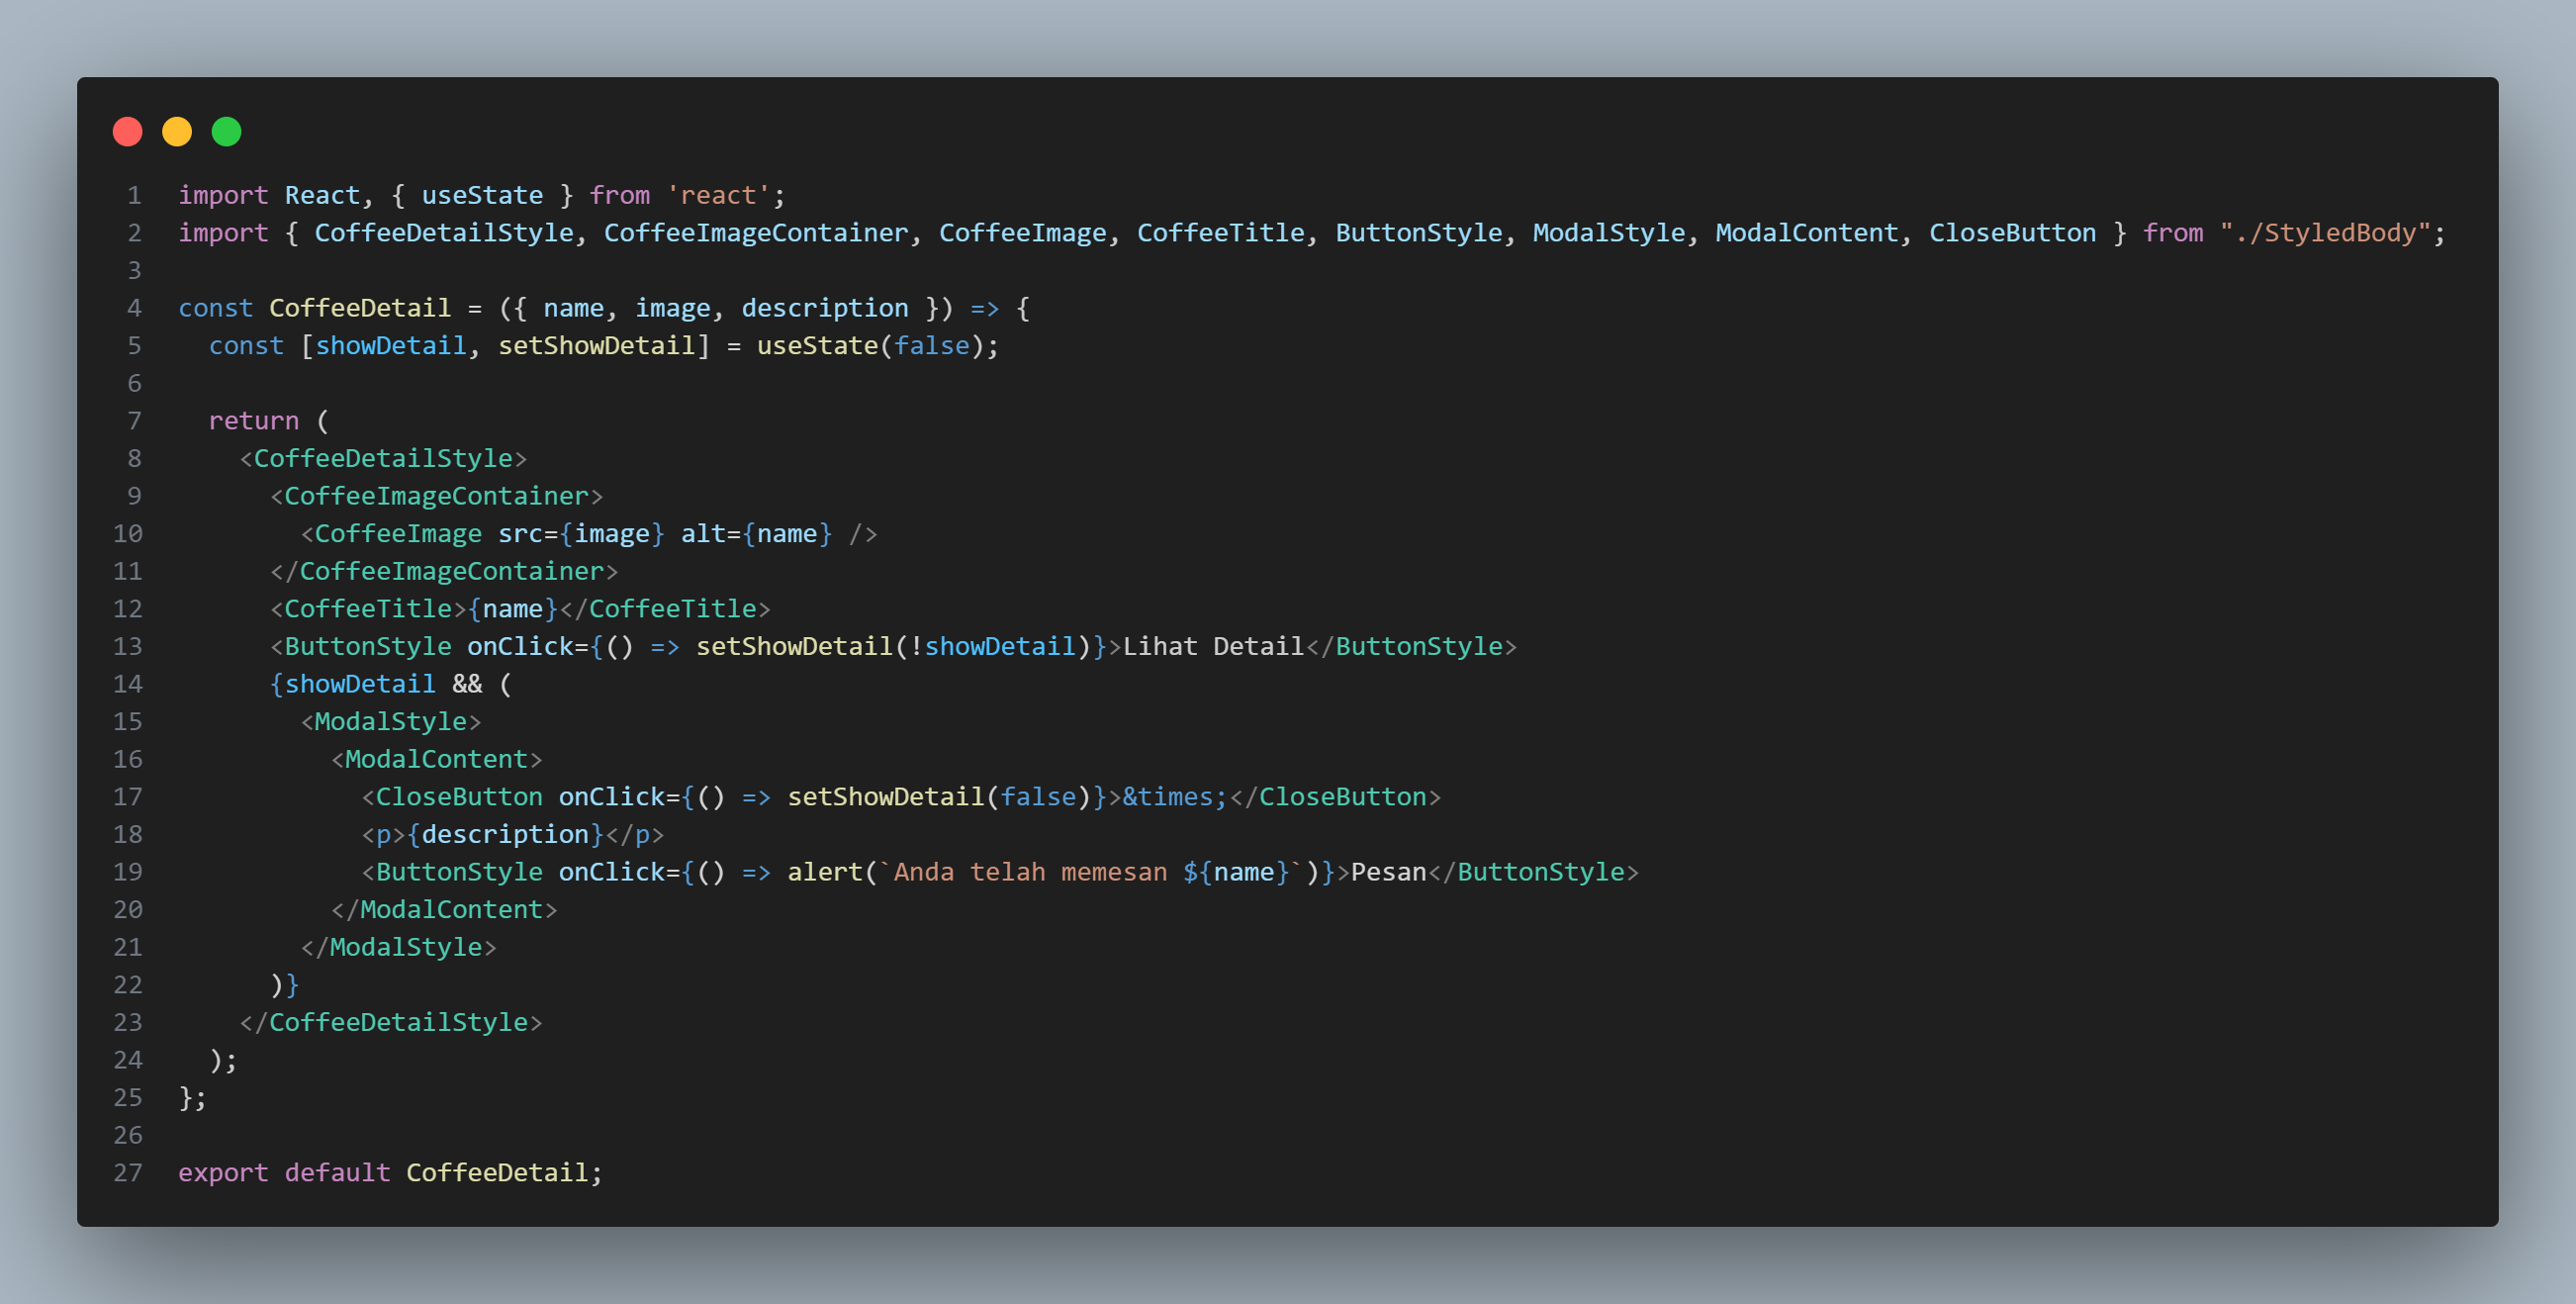 1 import React, { useState } from 'react';
2 import { CoffeeDetailStyle, CoffeeImageContainer, CoffeeImage, CoffeeTitle, ButtonStyle, ModalStyle, ModalContent, CloseButton } from "./StyledBody";
3
4 const CoffeeDetail = ({ name, image, description }) => {
5   const [showDetail, setShowDetail] = useState(false);
6
7   return (
8     <CoffeeDetailStyle>
9       <CoffeeImageContainer>
10         <CoffeeImage src={image} alt={name} />
11       </CoffeeImageContainer>
12       <CoffeeTitle>{name}</CoffeeTitle>
13       <ButtonStyle onClick={() => setShowDetail(!showDetail)}>Lihat Detail</ButtonStyle>
14       {showDetail && (
15         <ModalStyle>
16           <ModalContent>
17             <CloseButton onClick={() => setShowDetail(false)}>&times;</CloseButton>
18             <p>{description}</p>
19             <ButtonStyle onClick={() => alert(`Anda telah memesan ${name}`)}>Pesan</ButtonStyle>
20           </ModalContent>
21         </ModalStyle>
22       )}
23     </CoffeeDetailStyle>
24   );
25 };
26
27 export default CoffeeDetail;